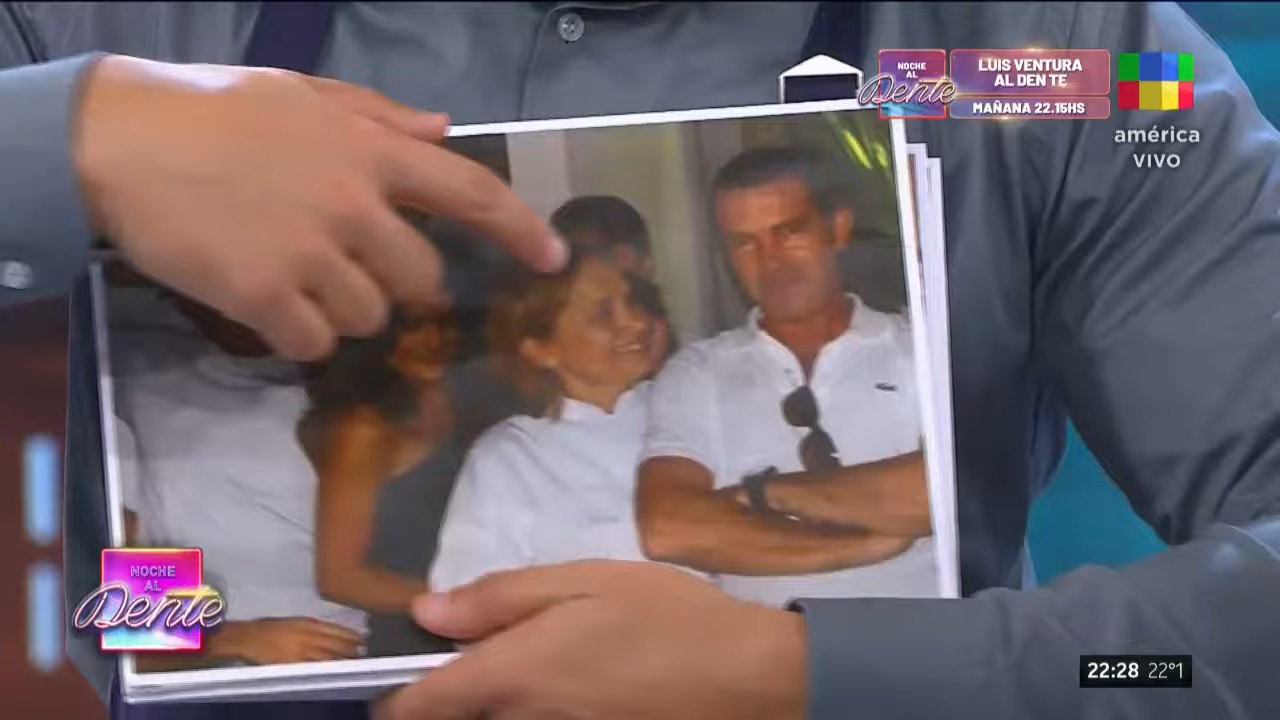 NOCHE
AL
Dente
LUIS VENTURA
AL DENTE
MAÑANA 22.15HS
américa
VIVO
NOCHE
AL
Dente
22:28 22°1